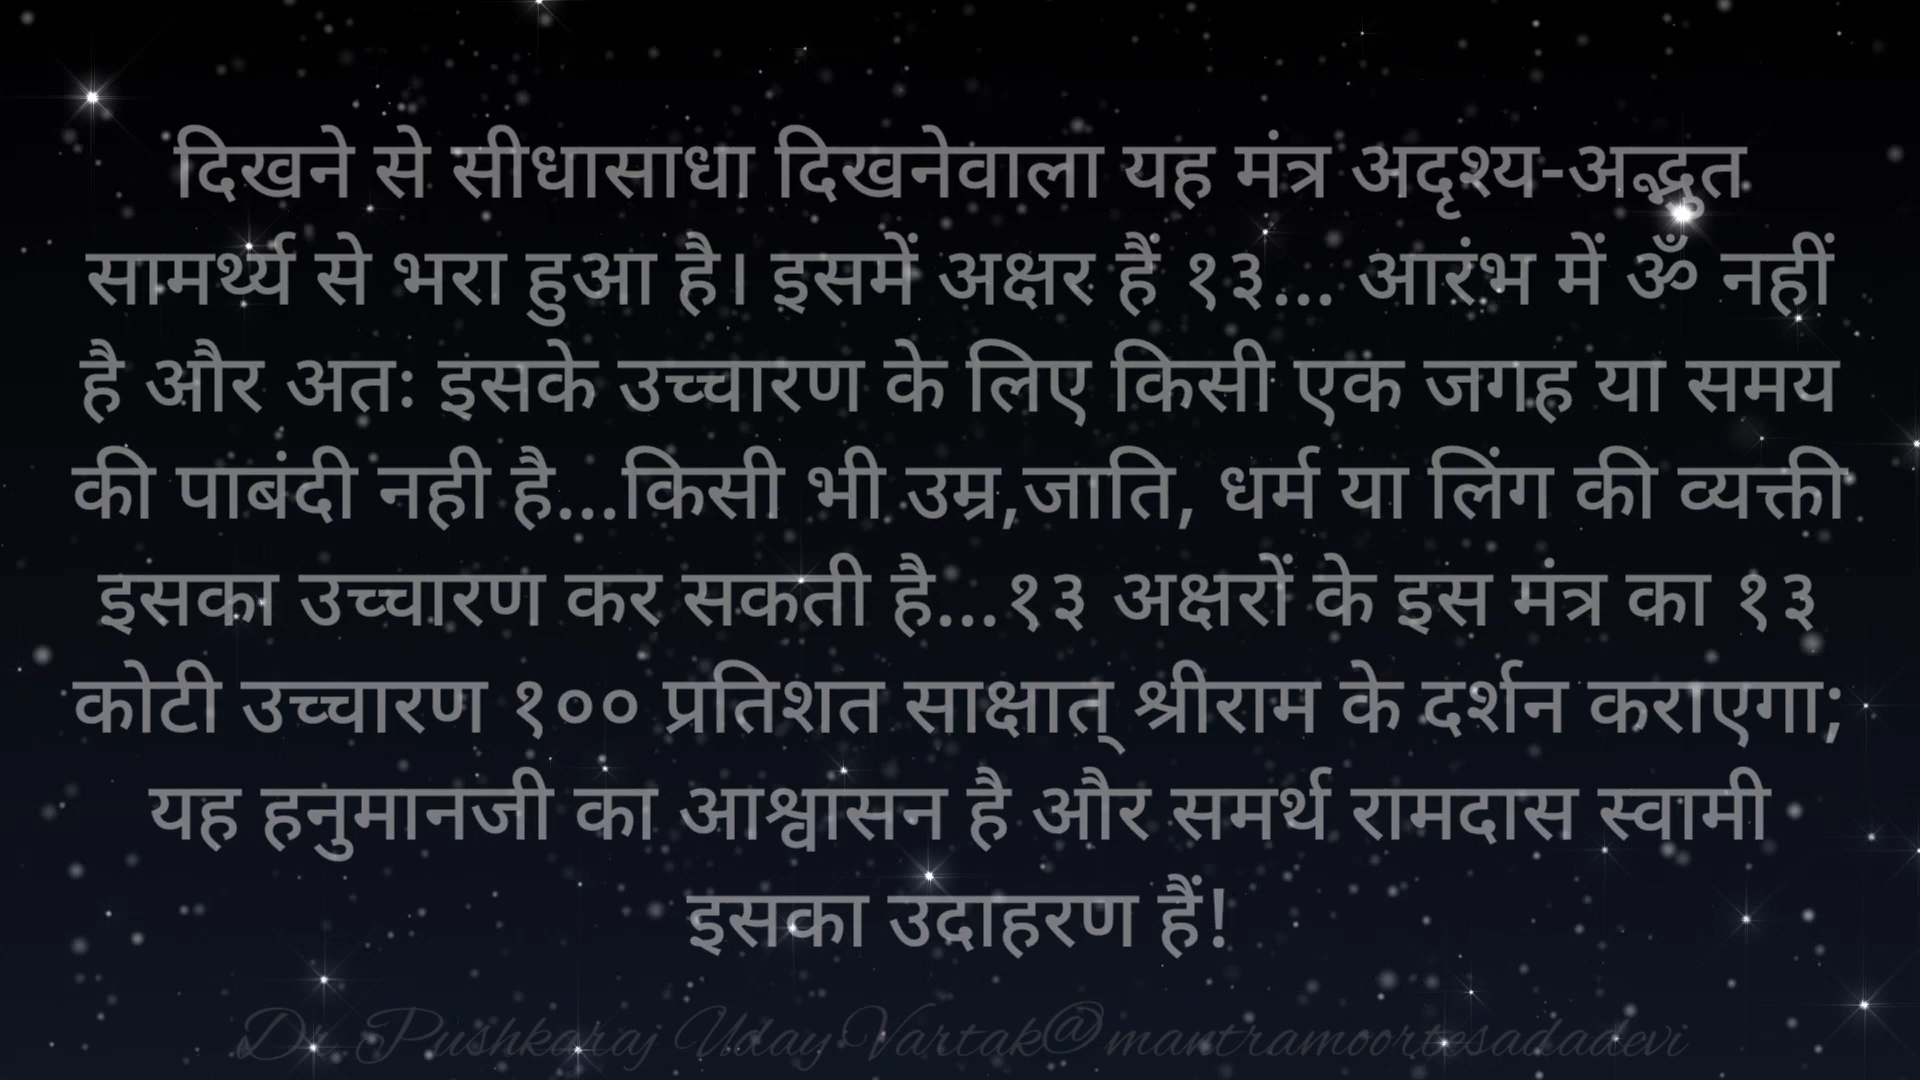 दिखने से सीधासाधा दिखनेवाला यह मंत्र अदृश्य-अद्भुत
सामर्थ्य से भरा हुआ है। इसमें अक्षर हैं १३... आरंभ में ॐ नहीं
है और अतः इसके उच्चारण के लिए किसी एक जगह या समय
की पाबंदी नही है...किसी भी उम्र,जाति, धर्म या लिंग की व्यक्ती
इसका उच्चारण कर सकती है...१३ अक्षरों के इस मंत्र का १३
कोटी उच्चारण १०० प्रतिशत साक्षात् श्रीराम के दर्शन कराएगा;
यह हनुमानजी का आश्वासन है और समर्थ रामदास स्वामी
इसका उदाहरण हैं!
Dr. Pushkaraj Uday Vartak@mantramoortesadadevi